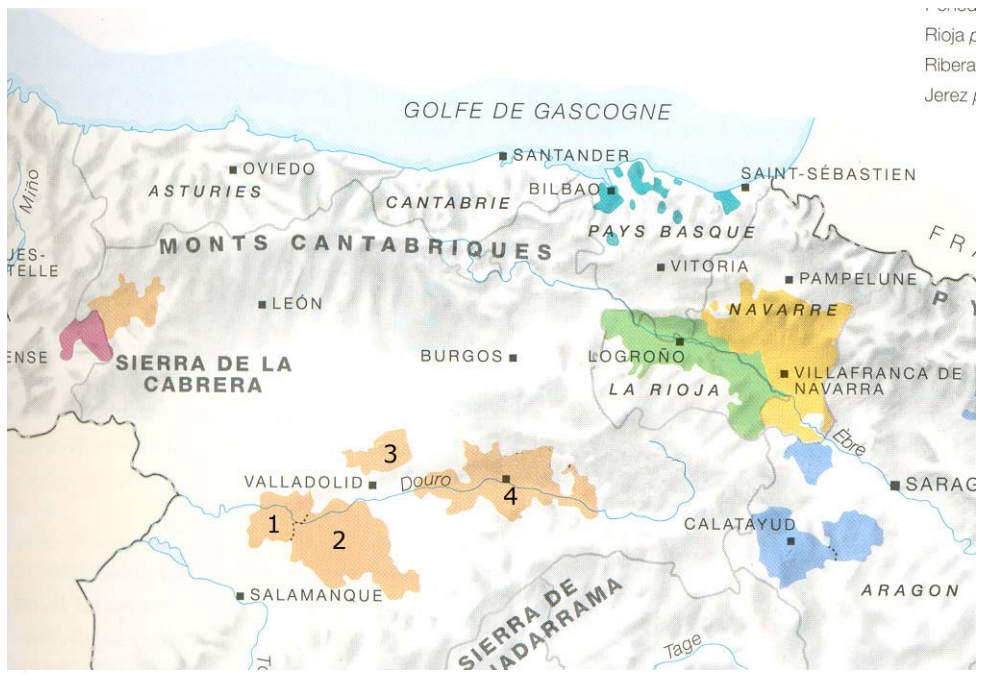 Rioja
Ribera
Jerez
GOLFE DE GASCOGNE
SANTANDER
OVIEDO
ASTURIES
BILBAO
SAINT-SÉBASTIEN
CANTABRIE
Miño
PAYS BASQUE
MONTS CANTABRIQUES
VITORIA
PAMPELUNE
LEÓN
NAVARRE
BURGOS
LOGROÑO
SIERRA DE LA
CABRERA
LA RIOJA
VILLAFRANCA DE
NAVARRA
Èbre
3
VALLADOLID
Douro
4
1
2
CALATAYUD
SALAMANQUE
ARAGON
SIERRA DE
Tage